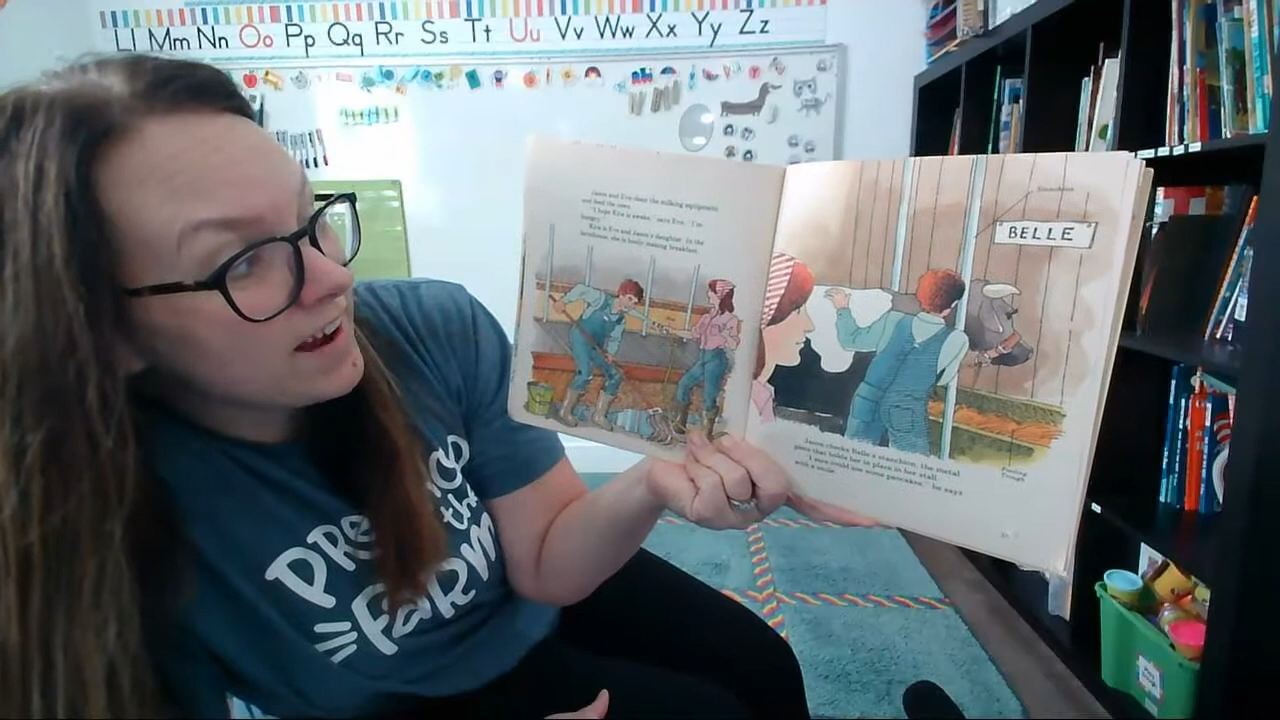 Ll Mm Nn Oo Pp Qq Rr Ss Tt Uu Vv Ww Xx Yy Zz
Jason and Eve clean the milking equipment
and feed the cows.
"I hope Kira is awake," says Eve. "I'm
hungry."
Kira is Eve and Jason's daughter. In the
farmhouse, she is busily making breakfast.
Stanchion
BELLE
Jason checks Belle's stanchion, the metal
piece that holds her in place in her stall.
"I sure could use some pancakes," he says
with a smile.
Feeding
Trough
on the
FARM